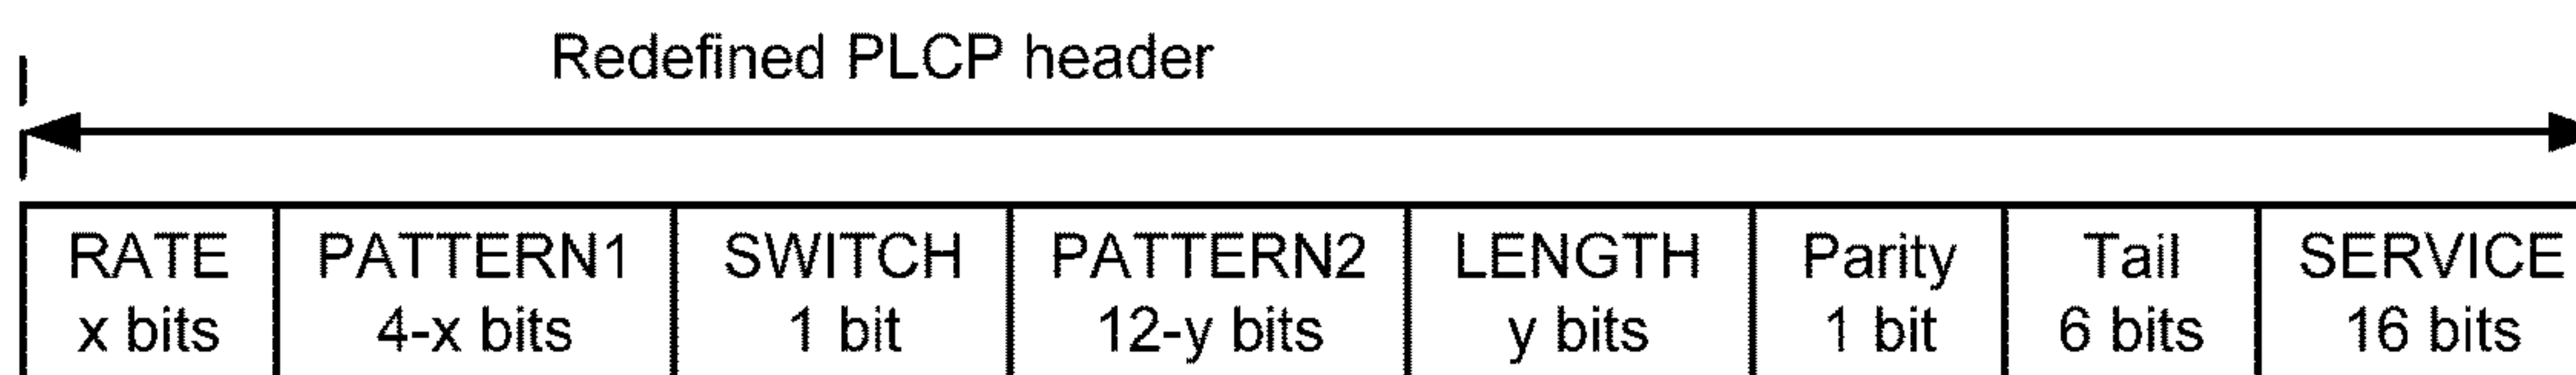 Redefined PLCP header
RATE PATTERN1 SWITCH PATTERN2 LENGTH Parity Tail SERVICE
x bits 4-x bits 1 bit 12-y bits y bits 1 bit 6 bits 16 bits